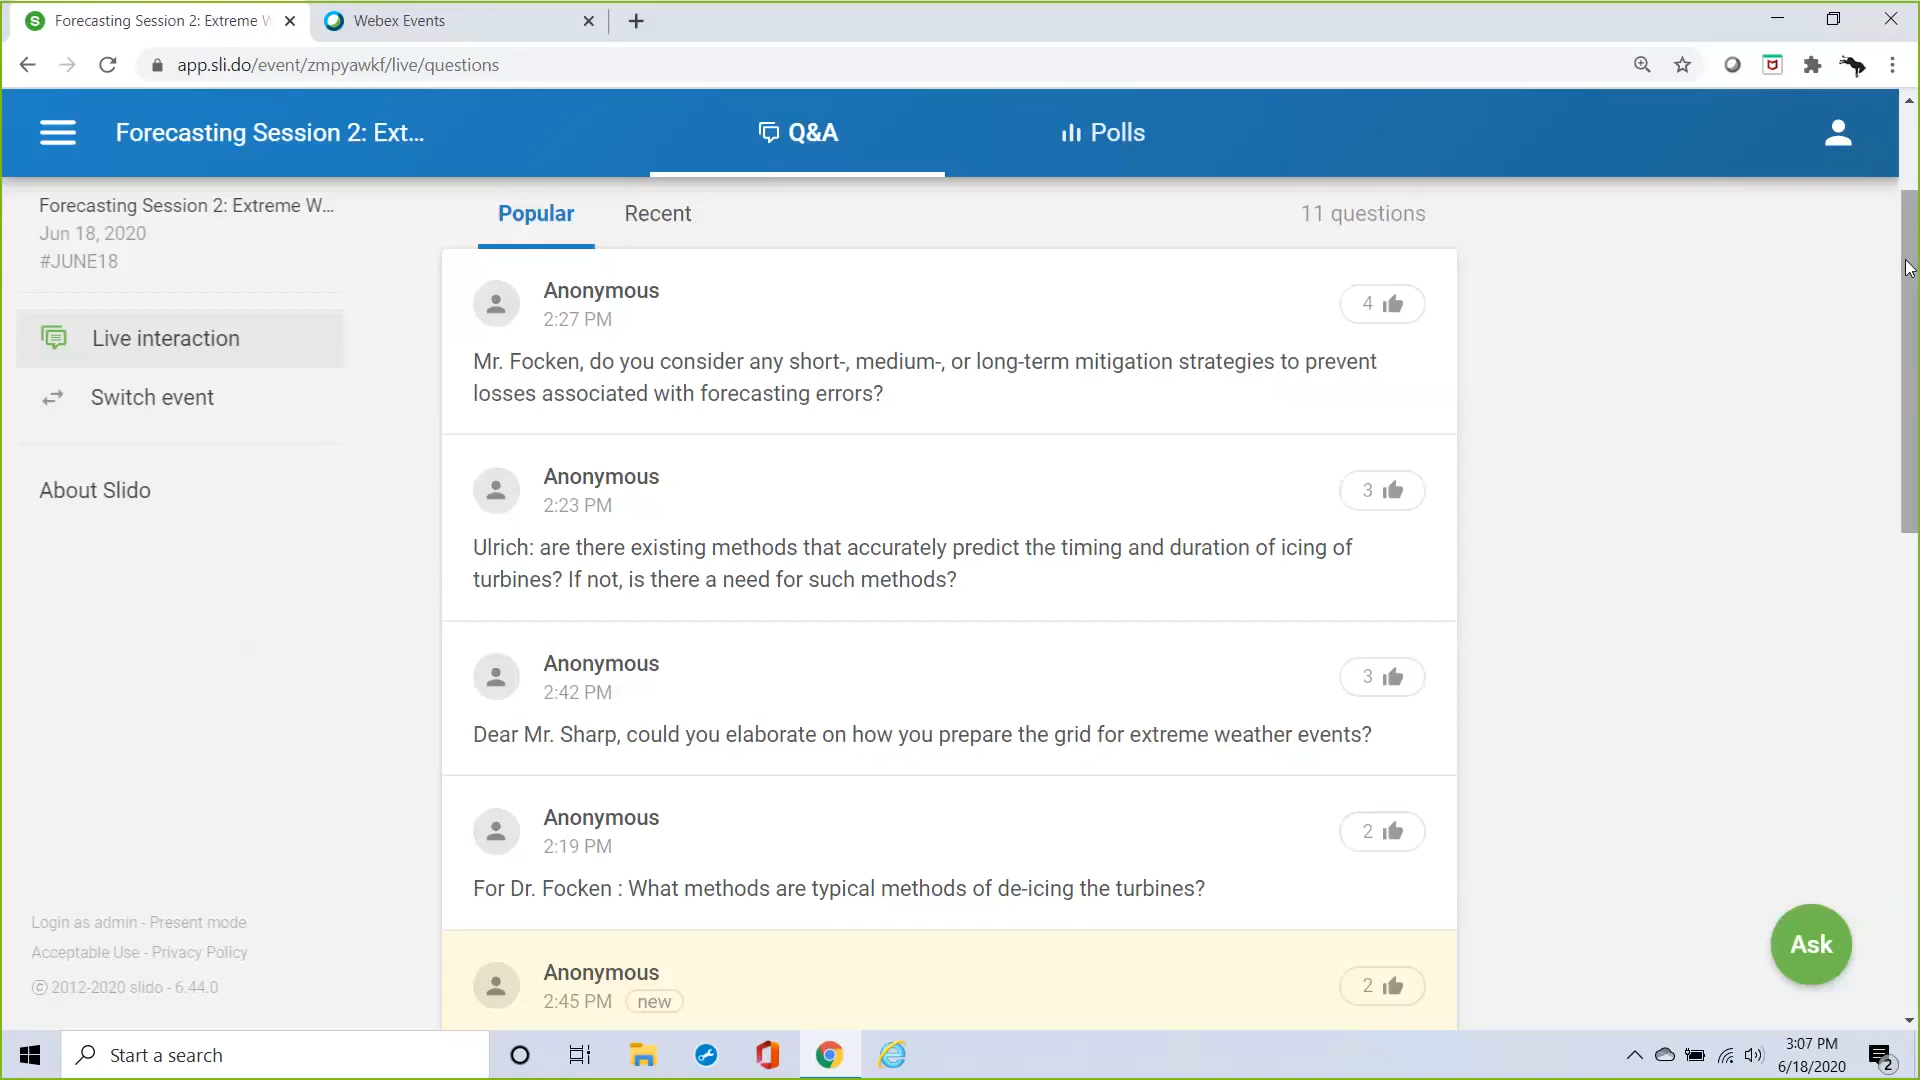 Forecasting Session 2: Extreme W
Webex Events
app.sli.do/event/zmpyawkf/live/questions
Forecasting Session 2: Ext...
Q&A
Polls
Forecasting Session 2: Extreme W...
Jun 18, 2020
#JUNE18
Live interaction
Switch event
About Slido
Login as admin - Present mode
Acceptable Use - Privacy Policy
© 2012-2020 slido - 6.44.0
Popular
Recent
11 questions
Anonymous
2:27 PM
4
Mr. Focken, do you consider any short-, medium-, or long-term mitigation strategies to prevent
losses associated with forecasting errors?
Anonymous
2:23 PM
3
Ulrich: are there existing methods that accurately predict the timing and duration of icing of
turbines? If not, is there a need for such methods?
Anonymous
2:42 PM
3
Dear Mr. Sharp, could you elaborate on how you prepare the grid for extreme weather events?
Anonymous
2:19 PM
2
For Dr. Focken : What methods are typical methods of de-icing the turbines?
Anonymous
2:45 PM new
2
Ask
Start a search
3:07 PM
6/18/2020
2